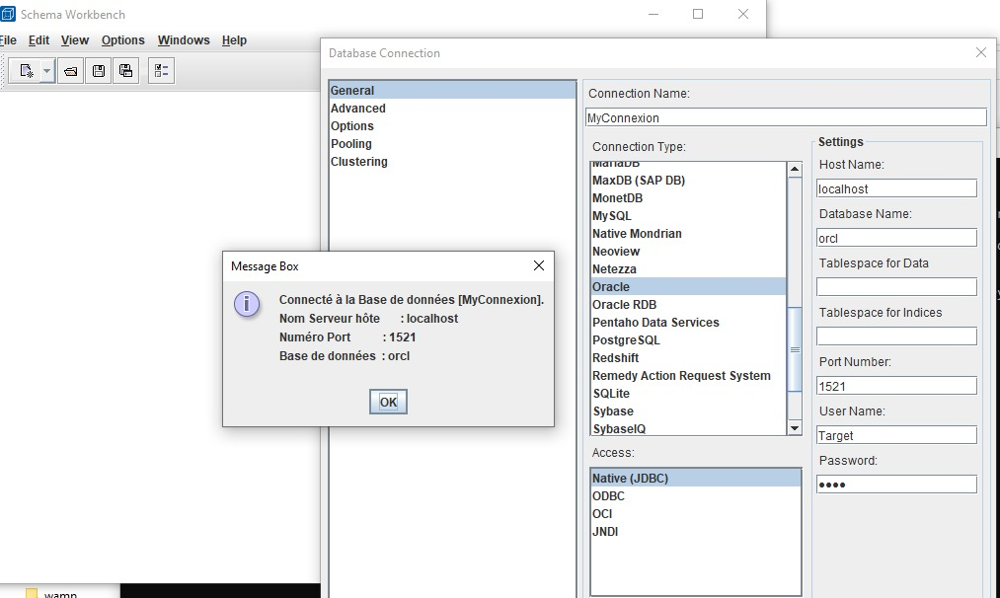 Schema Workbench
File Edit View Options Windows Help
Database Connection
General
Advanced
Options
Pooling
Clustering
Connection Name:
MyConnexion
Connection Type:
MariaDB
MaxDB (SAP DB)
MonetDB
MySQL
Native Mondrian
Neoview
Netezza
Oracle
Oracle RDB
Pentaho Data Services
PostgreSQL
Redshift
Remedy Action Request System
SQLite
Sybase
SybaseIQ
Access:
Native (JDBC)
ODBC
OCI
JNDI
Settings
Host Name:
localhost
Database Name:
orcl
Tablespace for Data
Tablespace for Indices
Port Number:
1521
User Name:
Target
Password:
••••
Message Box
Connecté à la Base de données [MyConnexion].
Nom Serveur hôte : localhost
Numéro Port : 1521
Base de données : orcl
OK
wamp